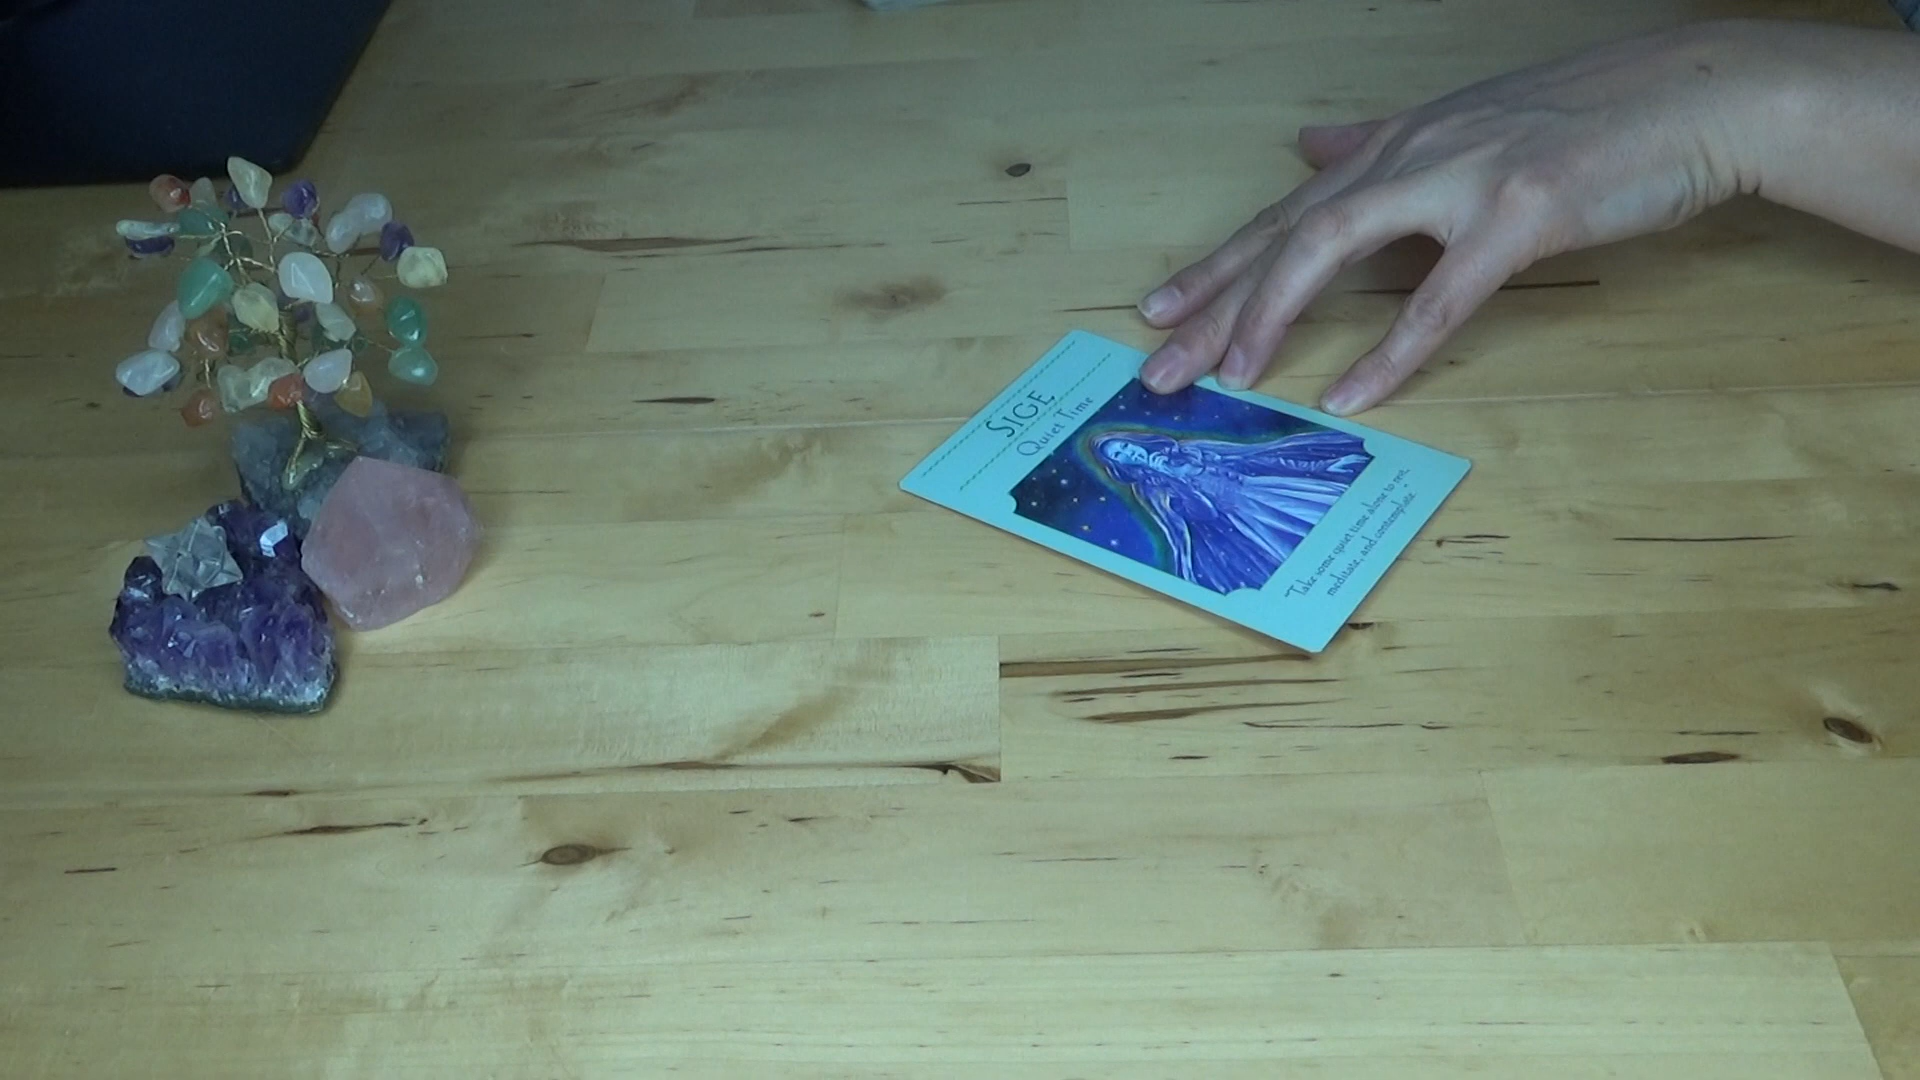 SIGE
Quiet Time
"Take some quiet time alone to rest,
meditate, and contemplate."